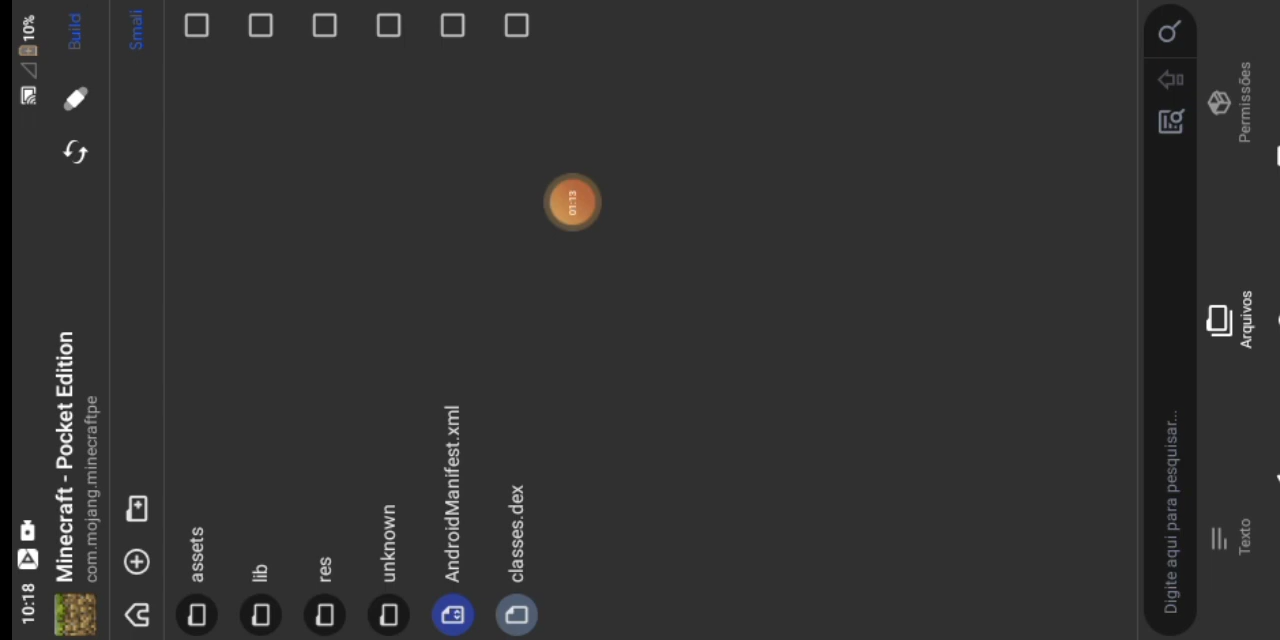 10:18
10%
Minecraft - Pocket Edition
com.mojang.minecraftpe
Build
Smali
assets
lib
res
unknown
AndroidManifest.xml
classes.dex
01:13
Digite aqui para pesquisar...
Texto
Arquivos
Permissões